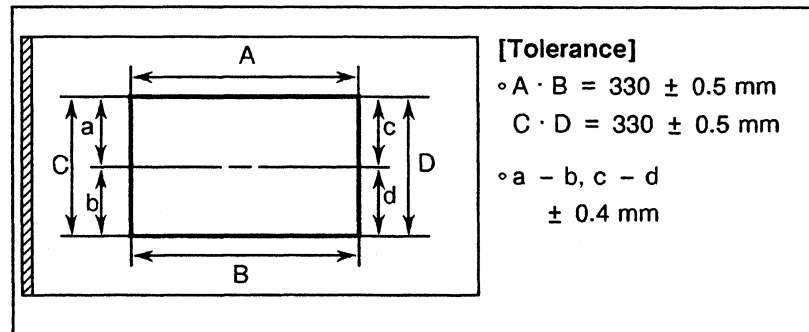 A
[Tolerance]
∘ A · B = 330 ± 0.5 mm
C · D = 330 ± 0.5 mm
∘ a – b, c – d
± 0.4 mm
a
c
C
D
b
d
B